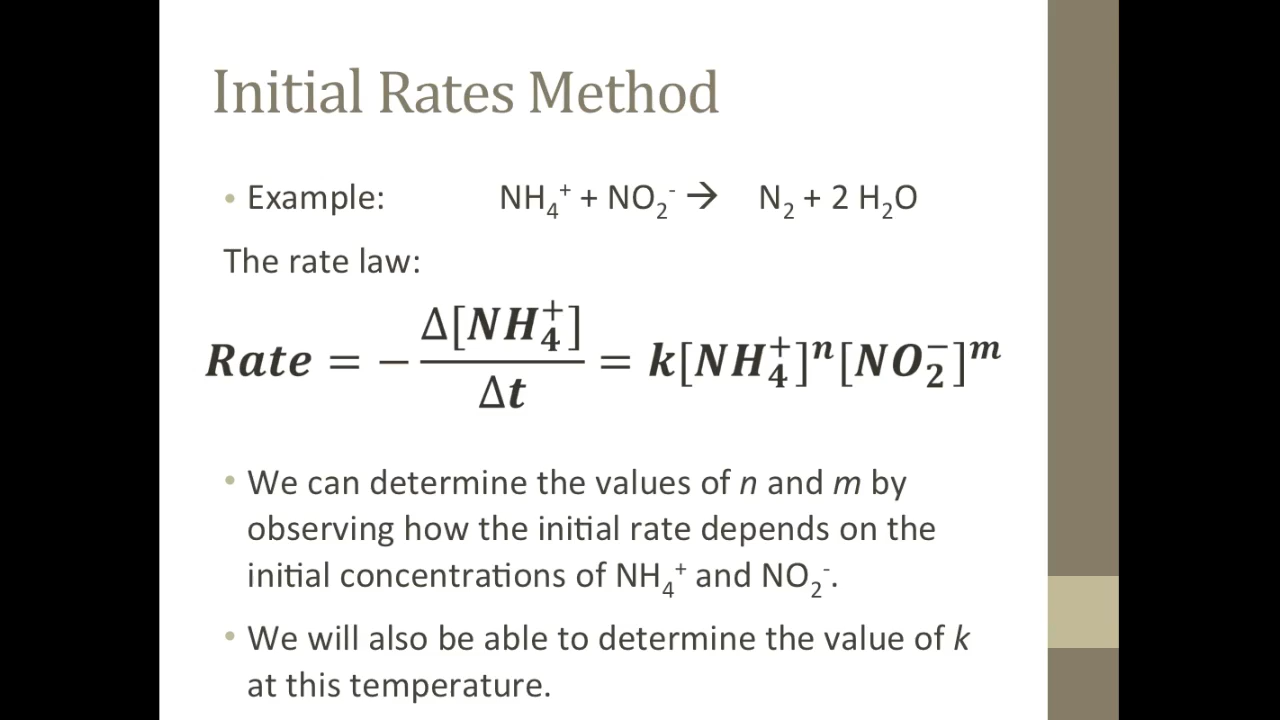 Initial Rates Method
• Example: NH₄⁺ + NO₂⁻ → N₂ + 2 H₂O
The rate law:
Rate = − Δ[NH₄⁺] / Δt = k[NH₄⁺]ⁿ[NO₂⁻]ᵐ
• We can determine the values of n and m by
observing how the initial rate depends on the
initial concentrations of NH₄⁺ and NO₂⁻.
• We will also be able to determine the value of k
at this temperature.